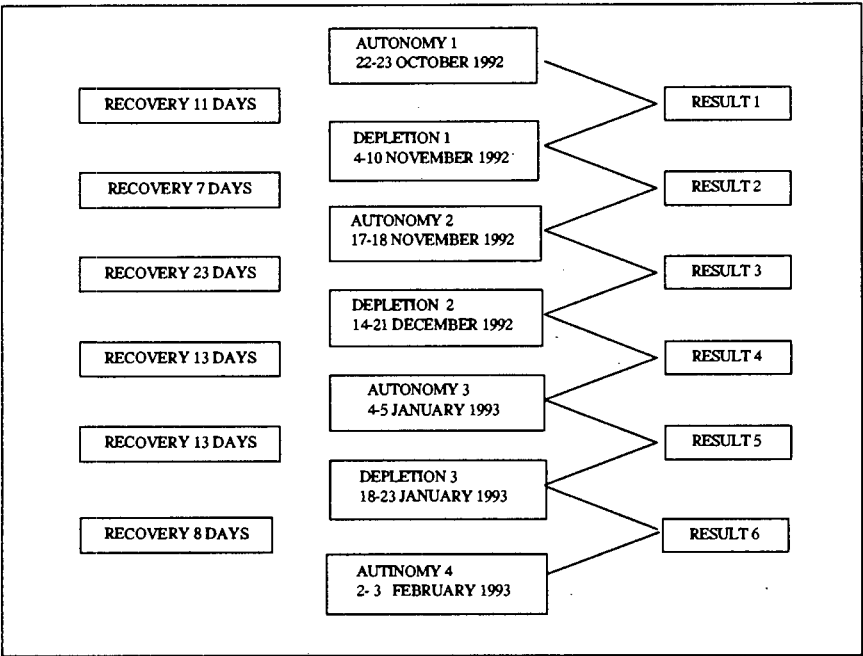 AUTONOMY 1
22-23 OCTOBER 1992
RECOVERY 11 DAYS
RESULT 1
DEPLETION 1
4-10 NOVEMBER 1992
RECOVERY 7 DAYS
RESULT 2
AUTONOMY 2
17-18 NOVEMBER 1992
RECOVERY 23 DAYS
RESULT 3
DEPLETION 2
14-21 DECEMBER 1992
RECOVERY 13 DAYS
RESULT 4
AUTONOMY 3
4-5 JANUARY 1993
RECOVERY 13 DAYS
RESULT 5
DEPLETION 3
18-23 JANUARY 1993
RECOVERY 8 DAYS
RESULT 6
AUTINOMY 4
2- 3 FEBRUARY 1993